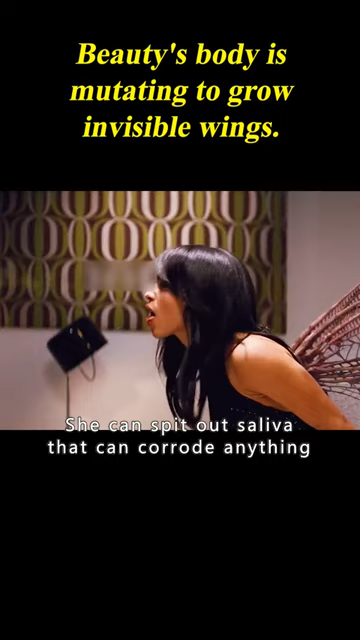 Beauty's body is
mutating to grow
invisible wings.
She can spit out saliva
that can corrode anything